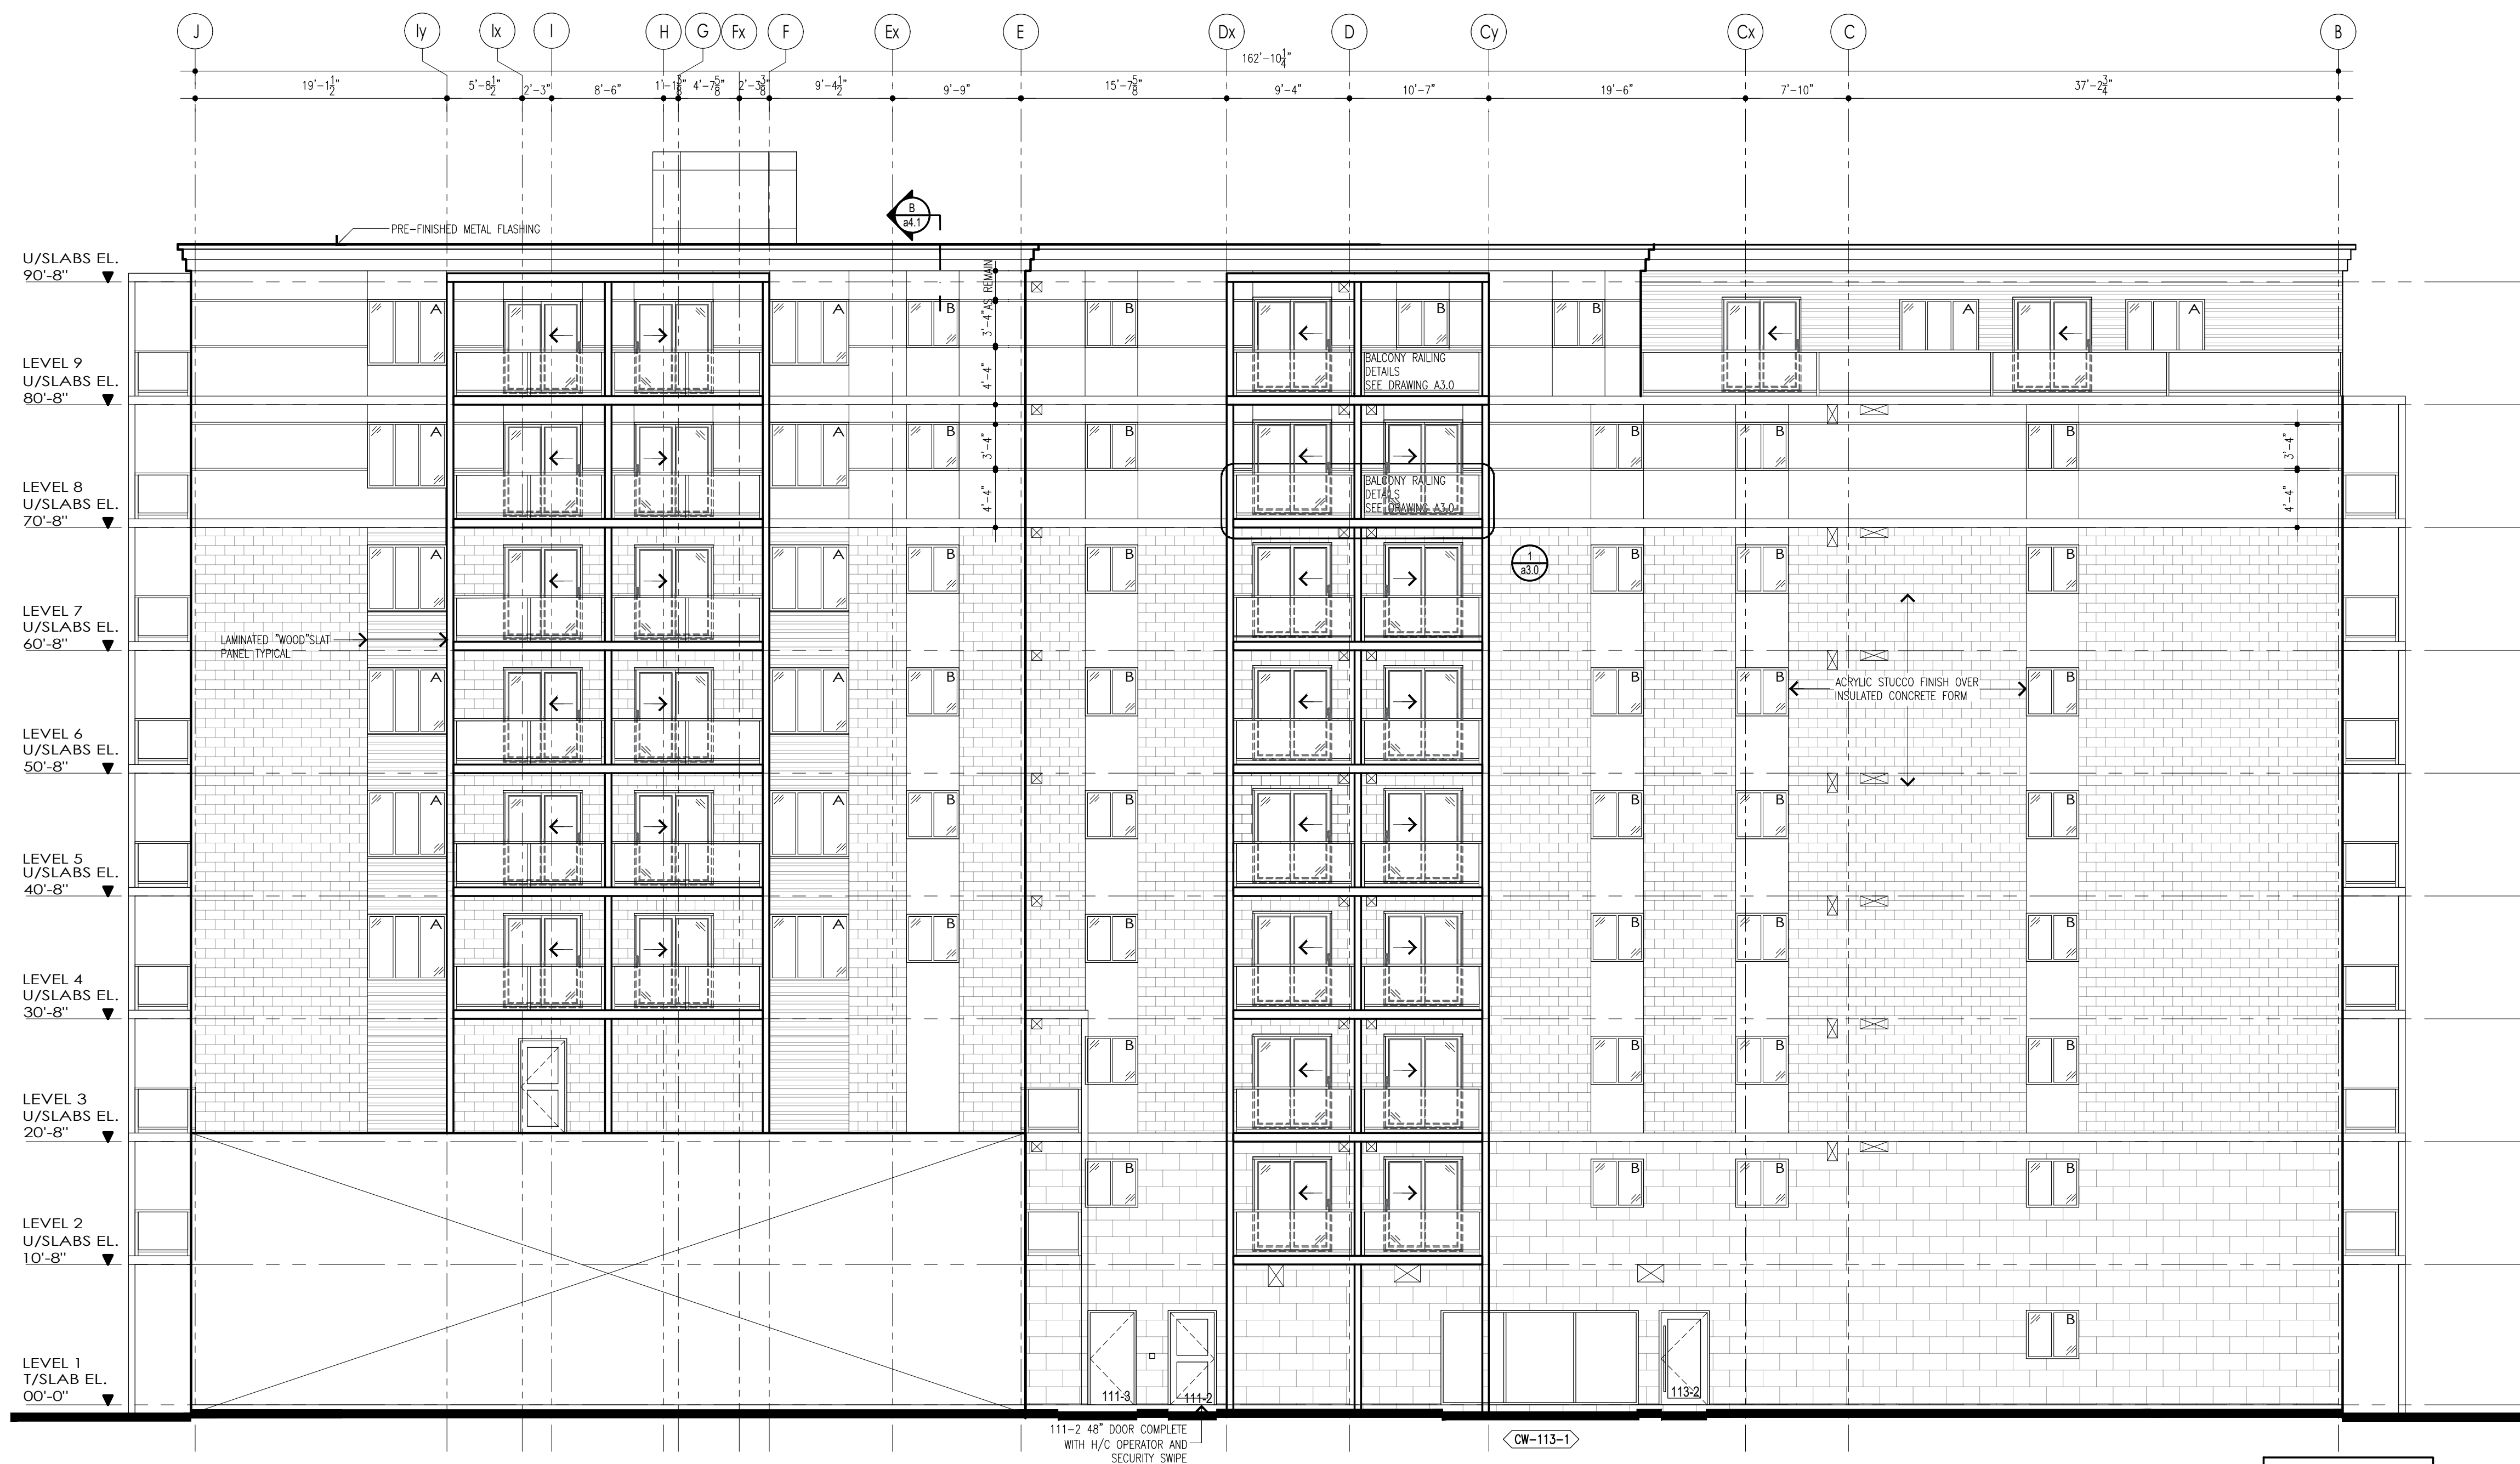 J Iy Ix I H G Fx F Ex E Dx D Cy Cx C B
162'-10 1/4"
19'-1 1/2" 5'-8 1/2" 2'-3" 8'-6" 1'-1 3/8" 4'-7 5/8" 2'-3 3/8" 9'-4 1/2" 9'-9" 15'-7 5/8" 9'-4" 10'-7" 19'-6" 7'-10" 37'-2 3/4"
B
a4.1
PRE-FINISHED METAL FLASHING
U/SLABS EL.
90'-8"
AS REMAIN
3'-4"
4'-4"
A A B B B B A A
LEVEL 9
U/SLABS EL.
80'-8"
BALCONY RAILING
DETAILS
SEE DRAWING A3.0
A A B B B B B
3'-4"
4'-4"
3'-4"
4'-4"
LEVEL 8
U/SLABS EL.
70'-8"
BALCONY RAILING
DETAILS
SEE DRAWING A3.0
1
a3.0
A A B B B B B
LEVEL 7
U/SLABS EL.
60'-8"
LAMINATED "WOOD"SLAT
PANEL TYPICAL
A A B B B B B
ACRYLIC STUCCO FINISH OVER
INSULATED CONCRETE FORM
LEVEL 6
U/SLABS EL.
50'-8"
A A B B B B B
LEVEL 5
U/SLABS EL.
40'-8"
A A B B B B B
LEVEL 4
U/SLABS EL.
30'-8"
B B B B
LEVEL 3
U/SLABS EL.
20'-8"
B B B B
LEVEL 2
U/SLABS EL.
10'-8"
B
LEVEL 1
T/SLAB EL.
00'-0"
111-3 111-2 113-2
111-2 48" DOOR COMPLETE
WITH H/C OPERATOR AND
SECURITY SWIPE
CW-113-1